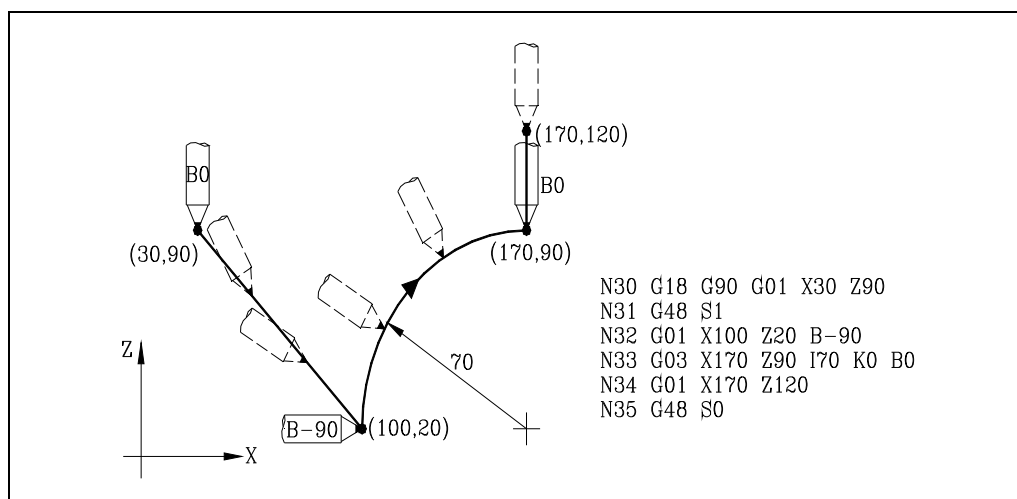 (170,120)
B0
B0
(30,90)
(170,90)
N30 G18 G90 G01 X30 Z90
N31 G48 S1
N32 G01 X100 Z20 B-90
N33 G03 X170 Z90 I70 K0 B0
N34 G01 X170 Z120
N35 G48 S0
Z
70
B-90
(100,20)
X